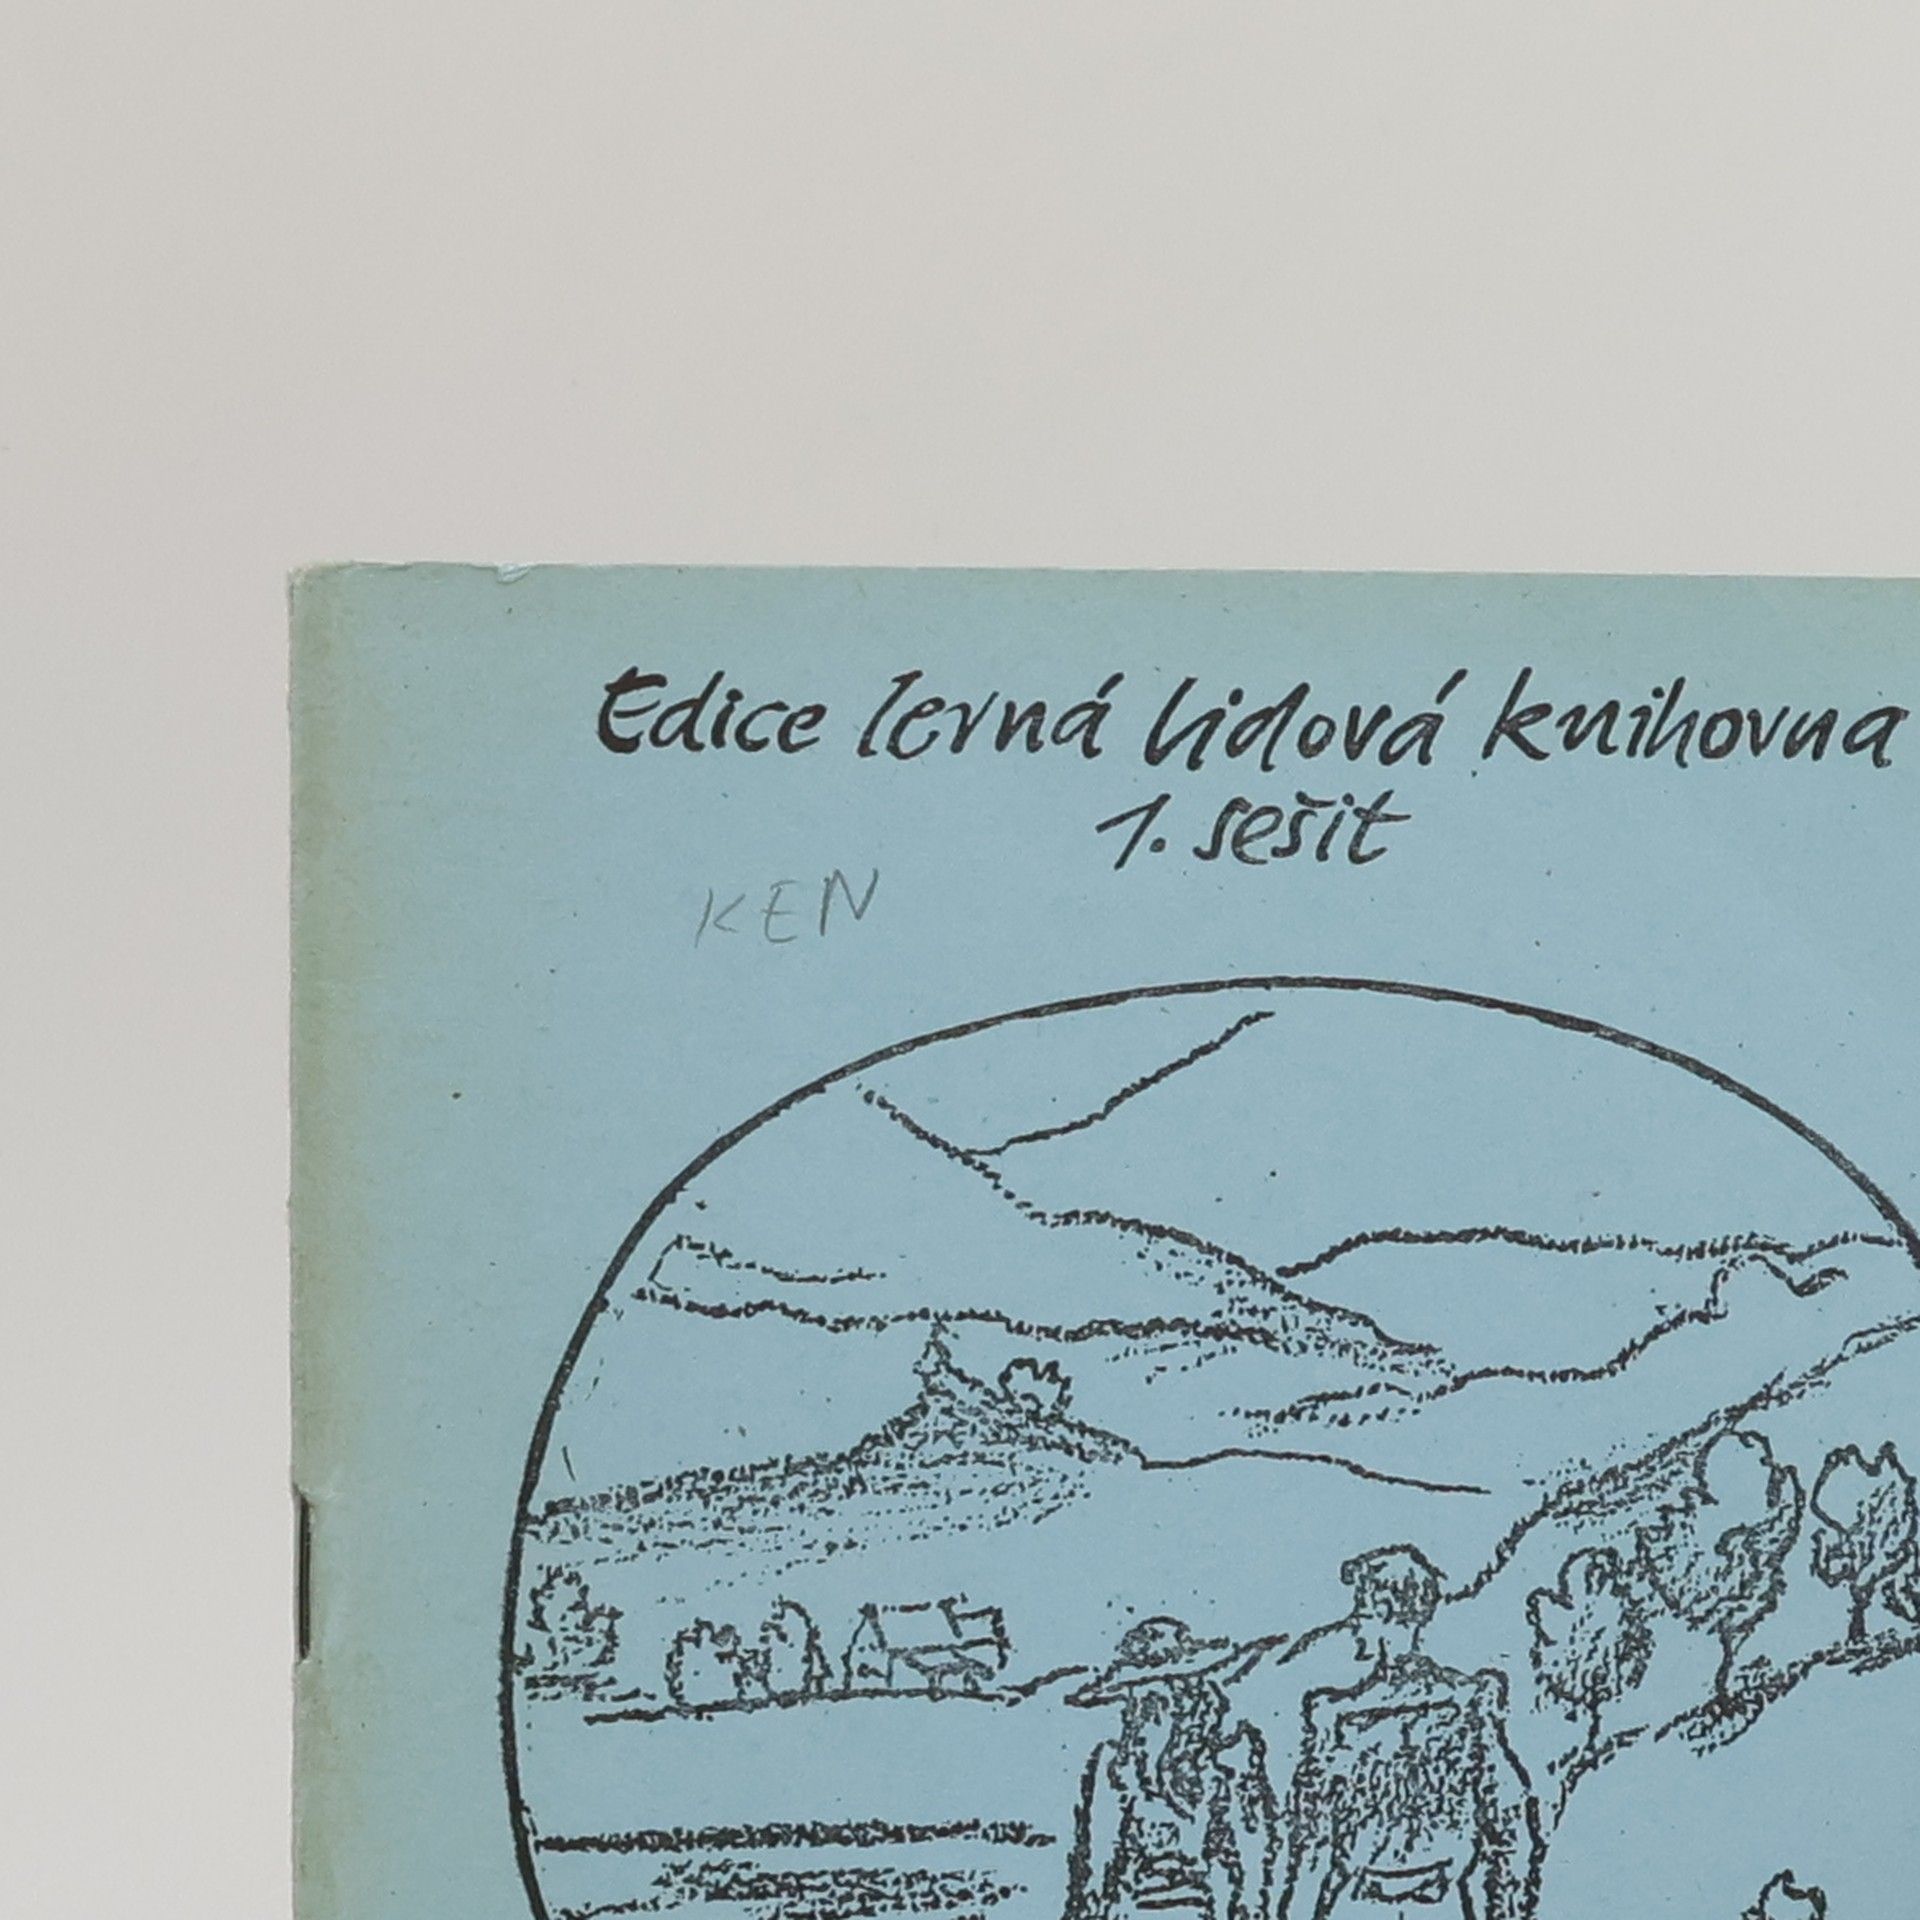 Edice levná lidová knihovna
1. sešit
KEN